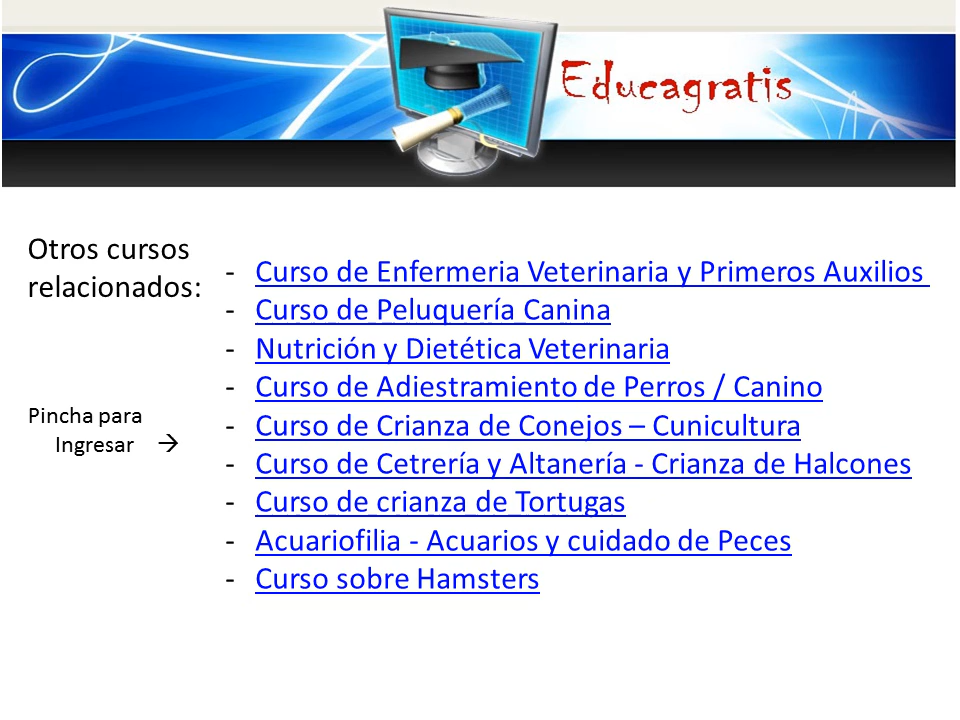 Educagratis
Otros cursos
relacionados:
Pincha para
Ingresar →
- Curso de Enfermeria Veterinaria y Primeros Auxilios
- Curso de Peluquería Canina
- Nutrición y Dietética Veterinaria
- Curso de Adiestramiento de Perros / Canino
- Curso de Crianza de Conejos – Cunicultura
- Curso de Cetrería y Altanería - Crianza de Halcones
- Curso de crianza de Tortugas
- Acuariofilia - Acuarios y cuidado de Peces
- Curso sobre Hamsters